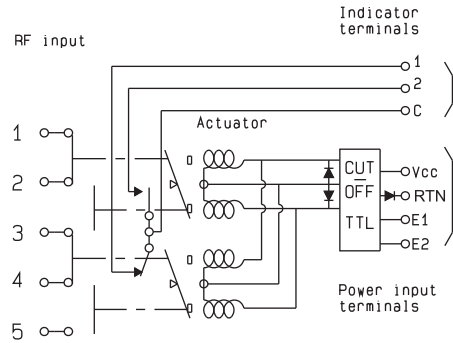 Indicator
terminals
RF input
1
2
C
Actuator
1
2
3
4
5
CUT
OFF
TTL
Vcc
RTN
E1
E2
Power input
terminals